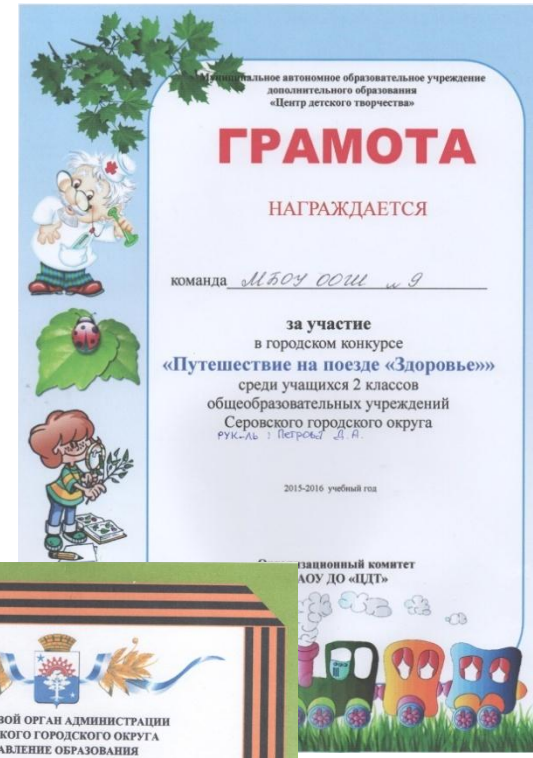 Муниципальное автономное образовательное учреждение
дополнительного образования
«Центр детского творчества»
ГРАМОТА
НАГРАЖДАЕТСЯ
команда МБОУ ООШ №9
за участие
в городском конкурсе
«Путешествие на поезде «Здоровье»»
среди учащихся 2 классов
общеобразовательных учреждений
Серовского городского округа
рук-ль: Петрова Д.А.
2015-2016 учебный год
Организационный комитет
АОУ ДО «ЦДТ»
ВОЙ ОРГАН АДМИНИСТРАЦИИ
КОГО ГОРОДСКОГО ОКРУГА
АВЛЕНИЕ ОБРАЗОВАНИЯ